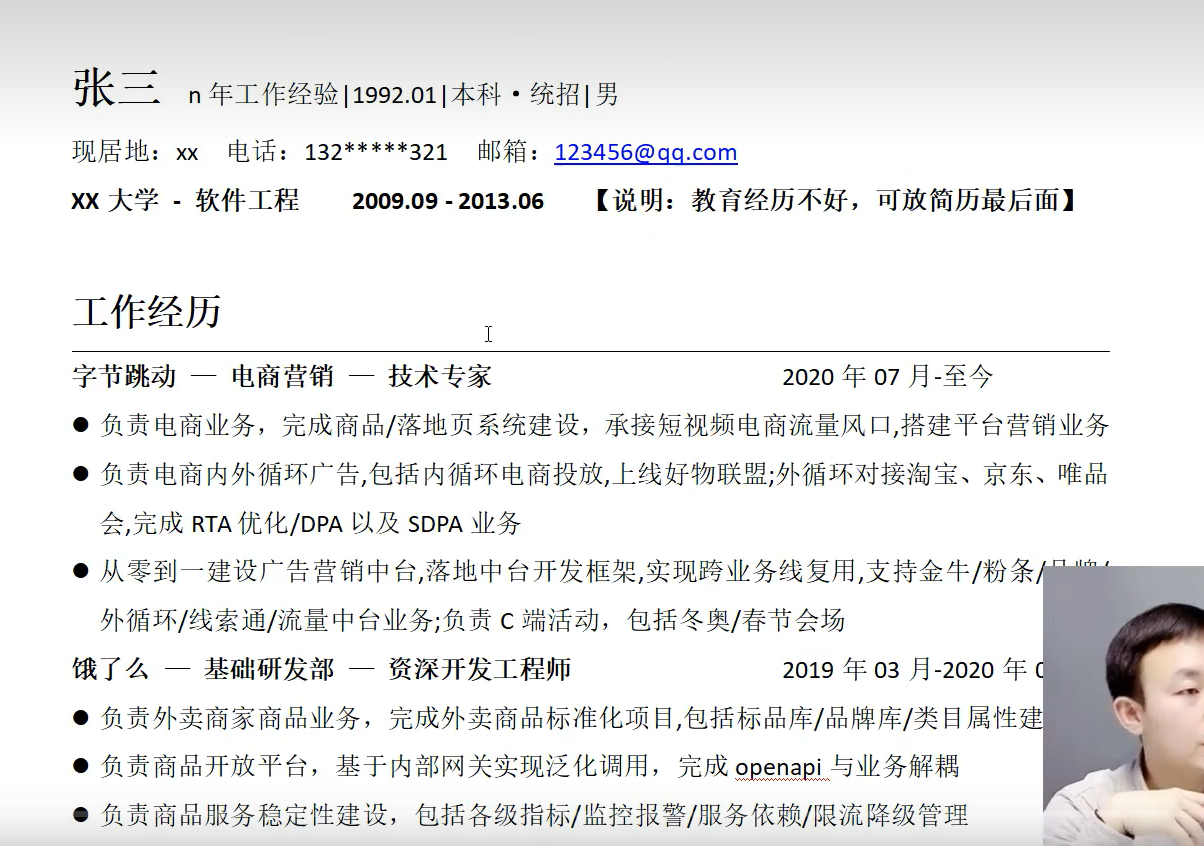 张三 n 年工作经验|1992.01|本科·统招|男
现居地：xx 电话：132*****321 邮箱：123456@qq.com
XX 大学 - 软件工程 2009.09 - 2013.06 【说明：教育经历不好，可放简历最后面】
工作经历
字节跳动 — 电商营销 — 技术专家 2020 年 07 月-至今
● 负责电商业务，完成商品/落地页系统建设，承接短视频电商流量风口,搭建平台营销业务
● 负责电商内外循环广告,包括内循环电商投放,上线好物联盟;外循环对接淘宝、京东、唯品
会,完成 RTA 优化/DPA 以及 SDPA 业务
● 从零到一建设广告营销中台,落地中台开发框架,实现跨业务线复用,支持金牛/粉条/品牌/
外循环/线索通/流量中台业务;负责 C 端活动，包括冬奥/春节会场
饿了么 — 基础研发部 — 资深开发工程师 2019 年 03 月-2020 年
● 负责外卖商家商品业务，完成外卖商品标准化项目,包括标品库/品牌库/类目属性建
● 负责商品开放平台，基于内部网关实现泛化调用，完成 openapi 与业务解耦
● 负责商品服务稳定性建设，包括各级指标/监控报警/服务依赖/限流降级管理